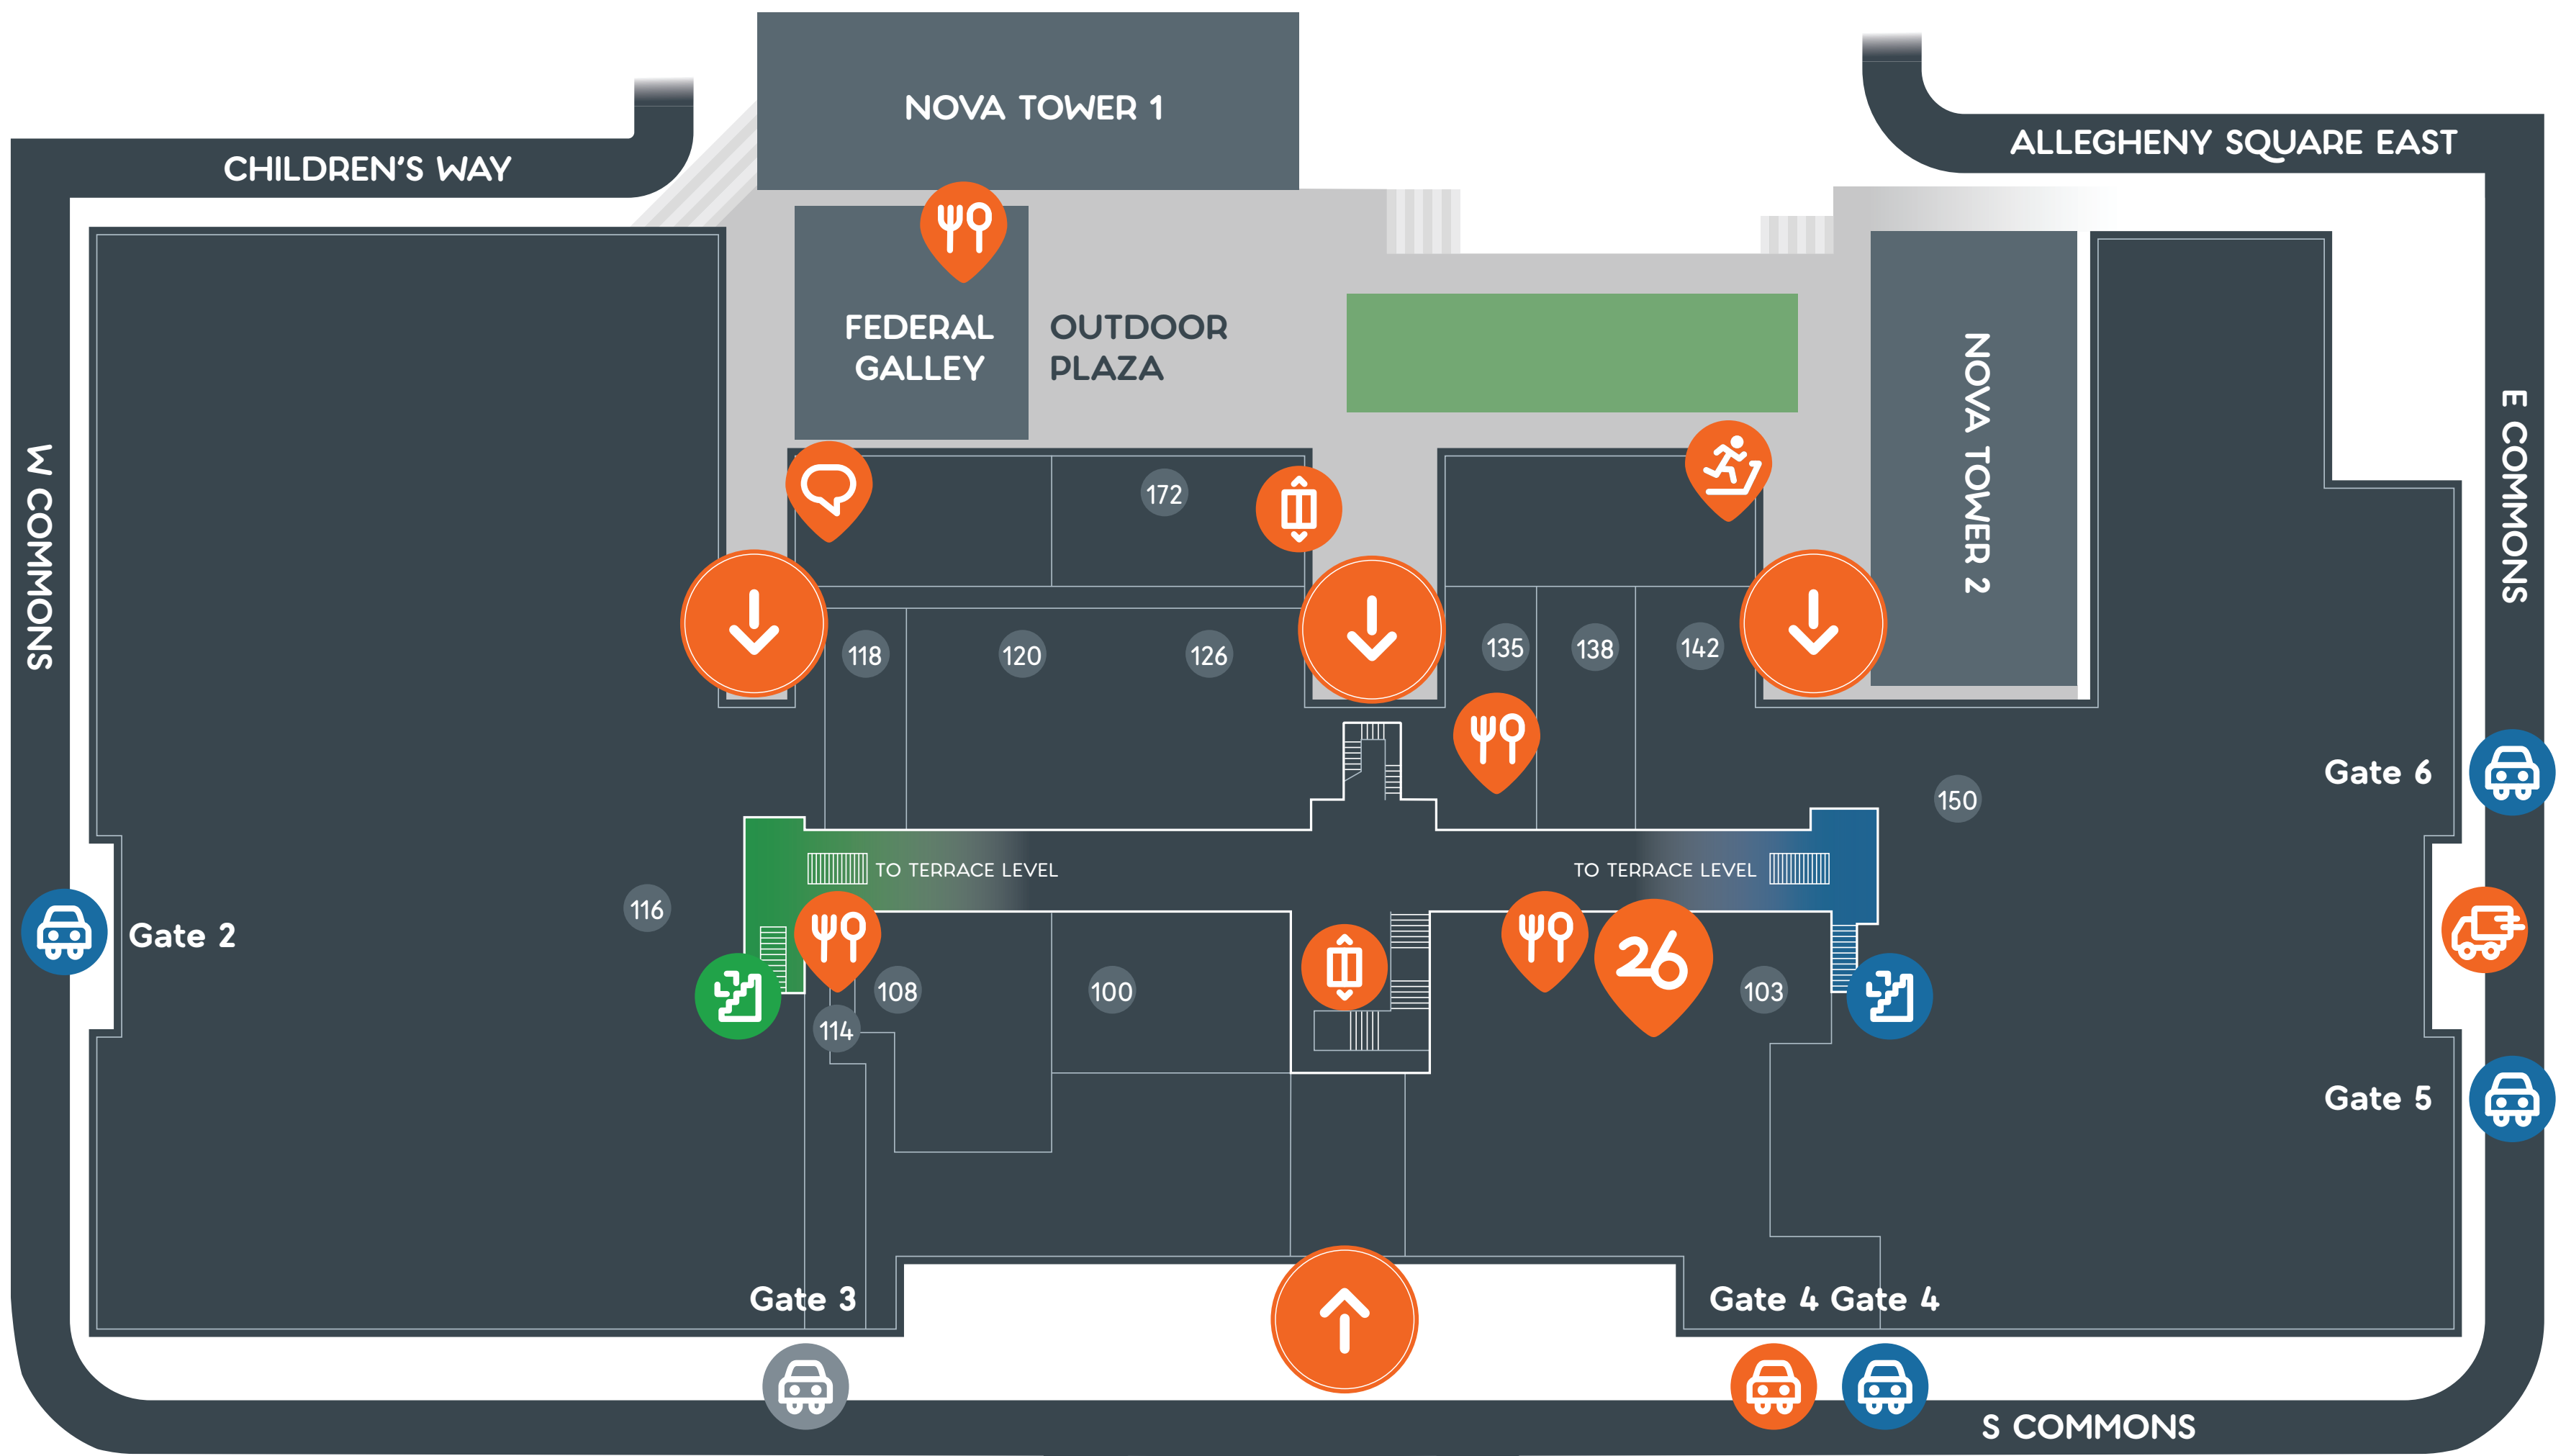 NOVA TOWER 1
CHILDREN'S WAY
ALLEGHENY SQUARE EAST
FEDERAL
GALLEY
OUTDOOR
PLAZA
NOVA TOWER 2
E COMMONS
W COMMONS
172
118
120
126
135
138
142
Gate 6
150
TO TERRACE LEVEL
TO TERRACE LEVEL
116
Gate 2
26
108
100
103
114
Gate 5
Gate 3
Gate 4
Gate 4
S COMMONS